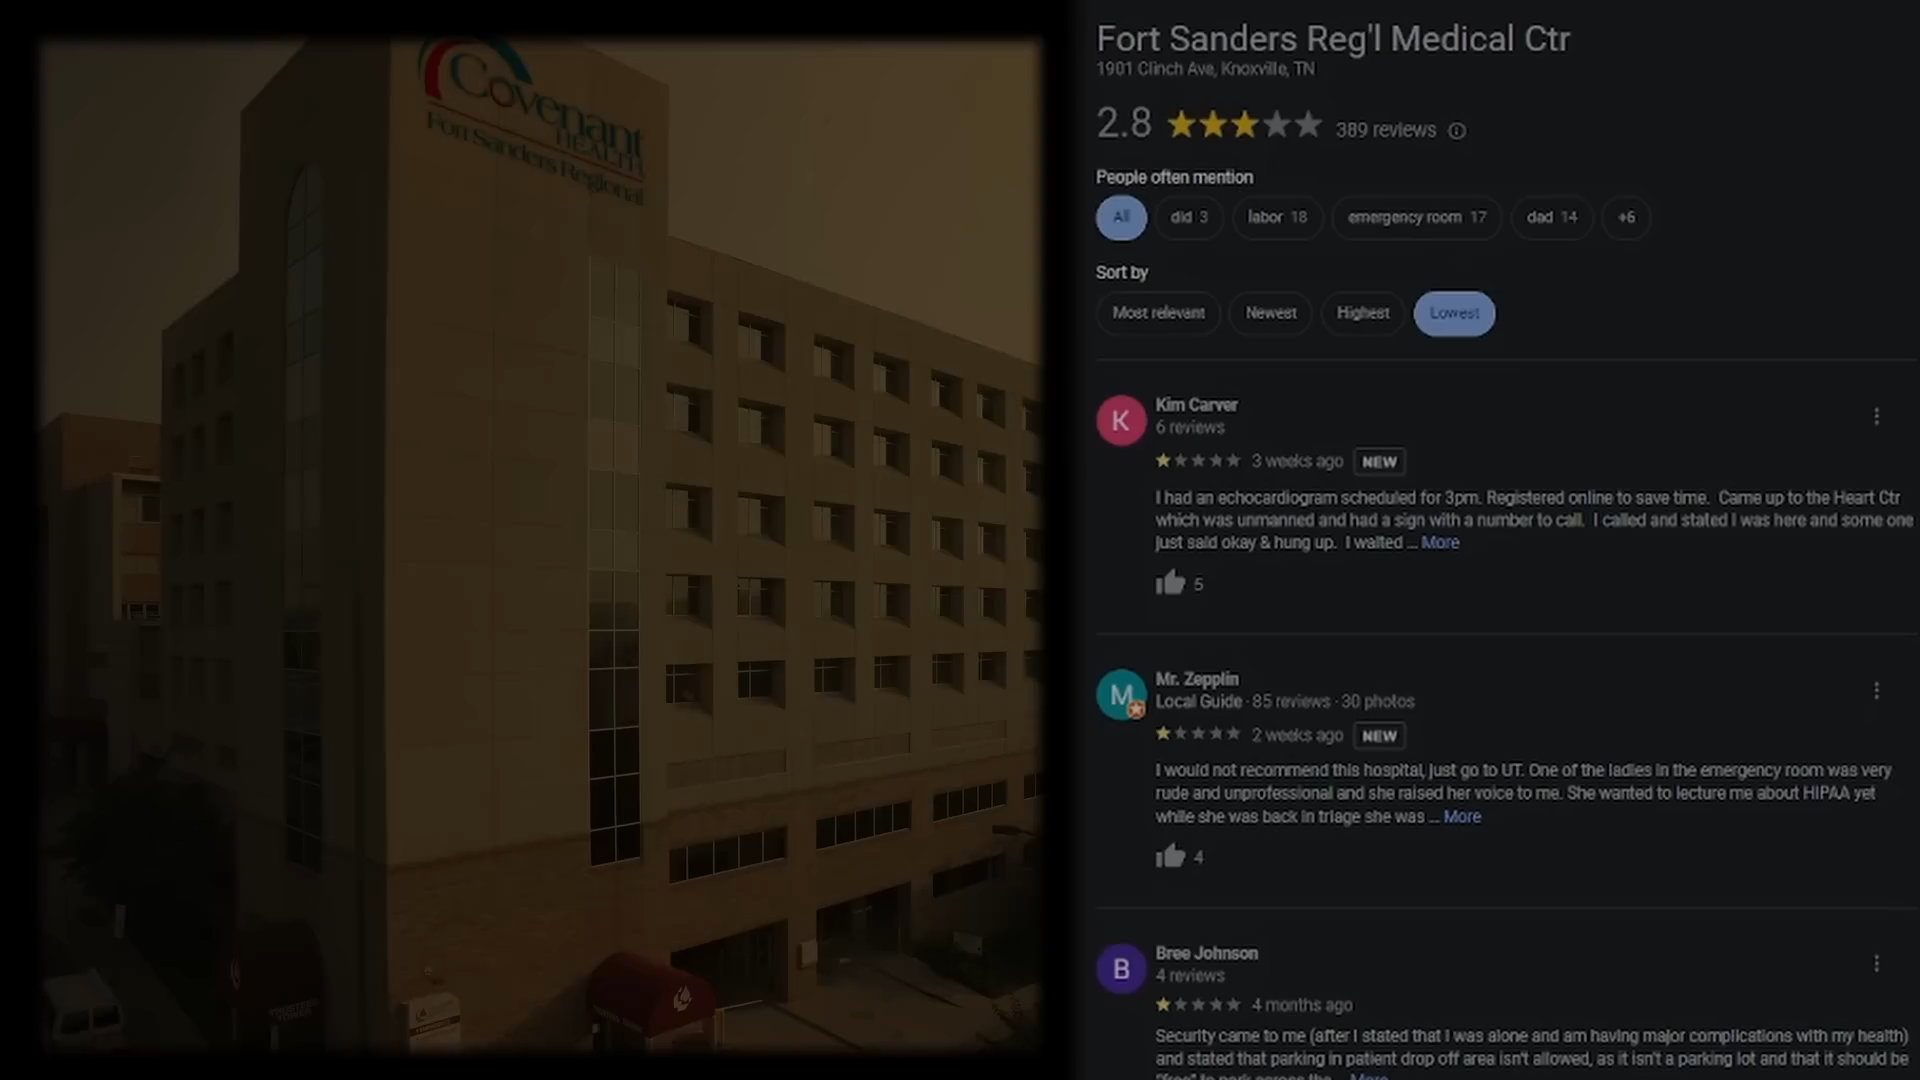 Covenant
HEALTH
Fort Sanders Regional
Fort Sanders Reg'l Medical Ctr
1901 Clinch Ave, Knoxville, TN
2.8 389 reviews
People often mention
All did 3 labor 18 emergency room 17 dad 14 +6
Sort by
Most relevant Newest Highest Lowest
K Kim Carver
6 reviews
3 weeks ago NEW
I had an echocardiogram scheduled for 3pm. Registered online to save time. Came up to the Heart Ctr
which was unmanned and had a sign with a number to call. I called and stated I was here and some one
just said okay & hung up. I waited ... More
5
M Mr. Zepplin
Local Guide · 85 reviews · 30 photos
2 weeks ago NEW
I would not recommend this hospital, just go to UT. One of the ladies in the emergency room was very
rude and unprofessional and she raised her voice to me. She wanted to lecture me about HIPAA yet
while she was back in triage she was ... More
4
B Bree Johnson
4 reviews
4 months ago
Security came to me (after I stated that I was alone and am having major complications with my health)
and stated that parking in patient drop off area isn't allowed, as it isn't a parking lot and that it should be